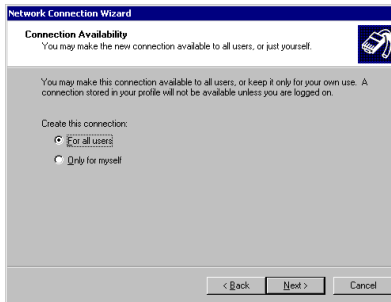 Network Connection Wizard
Connection Availability
You may make the new connection available to all users, or just yourself.
You may make this connection available to all users, or keep it only for your own use. A
connection stored in your profile will not be available unless you are logged on.
Create this connection:
For all users
Only for myself
< Back Next > Cancel